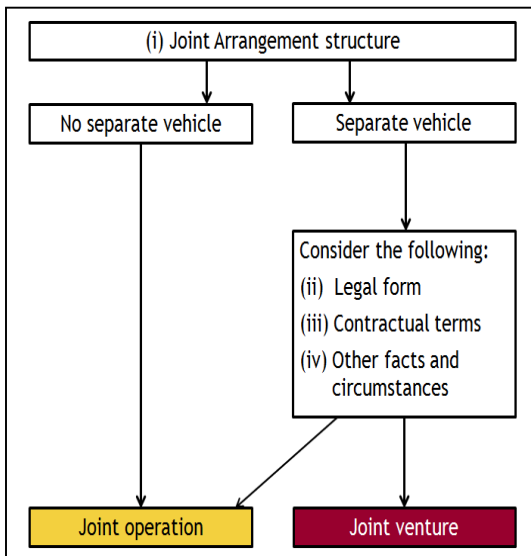 (i) Joint Arrangement structure
No separate vehicle
Separate vehicle
Consider the following:
(ii) Legal form
(iii) Contractual terms
(iv) Other facts and
circumstances
Joint operation
Joint venture